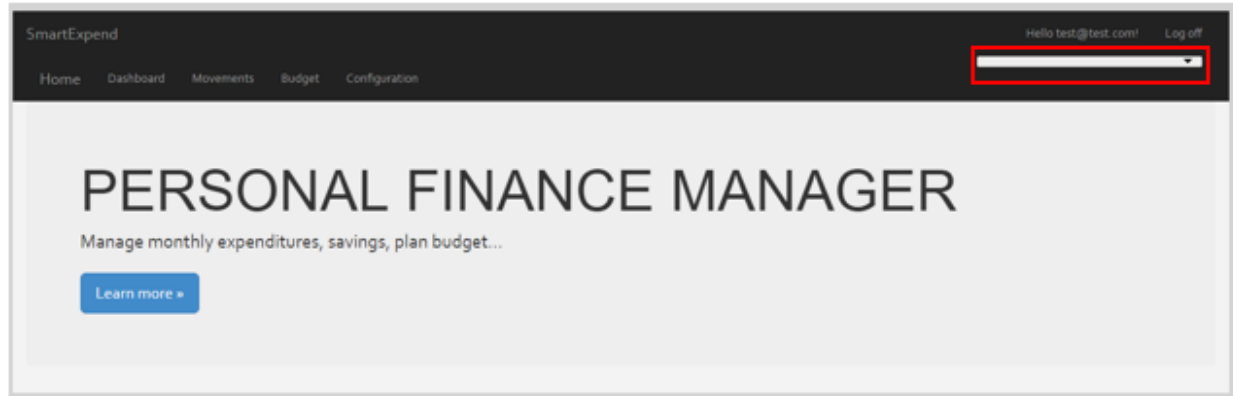 SmartExpend
Hello test@test.com! Log off
Home Dashboard Movements Budget Configuration
PERSONAL FINANCE MANAGER
Manage monthly expenditures, savings, plan budget...
Learn more »